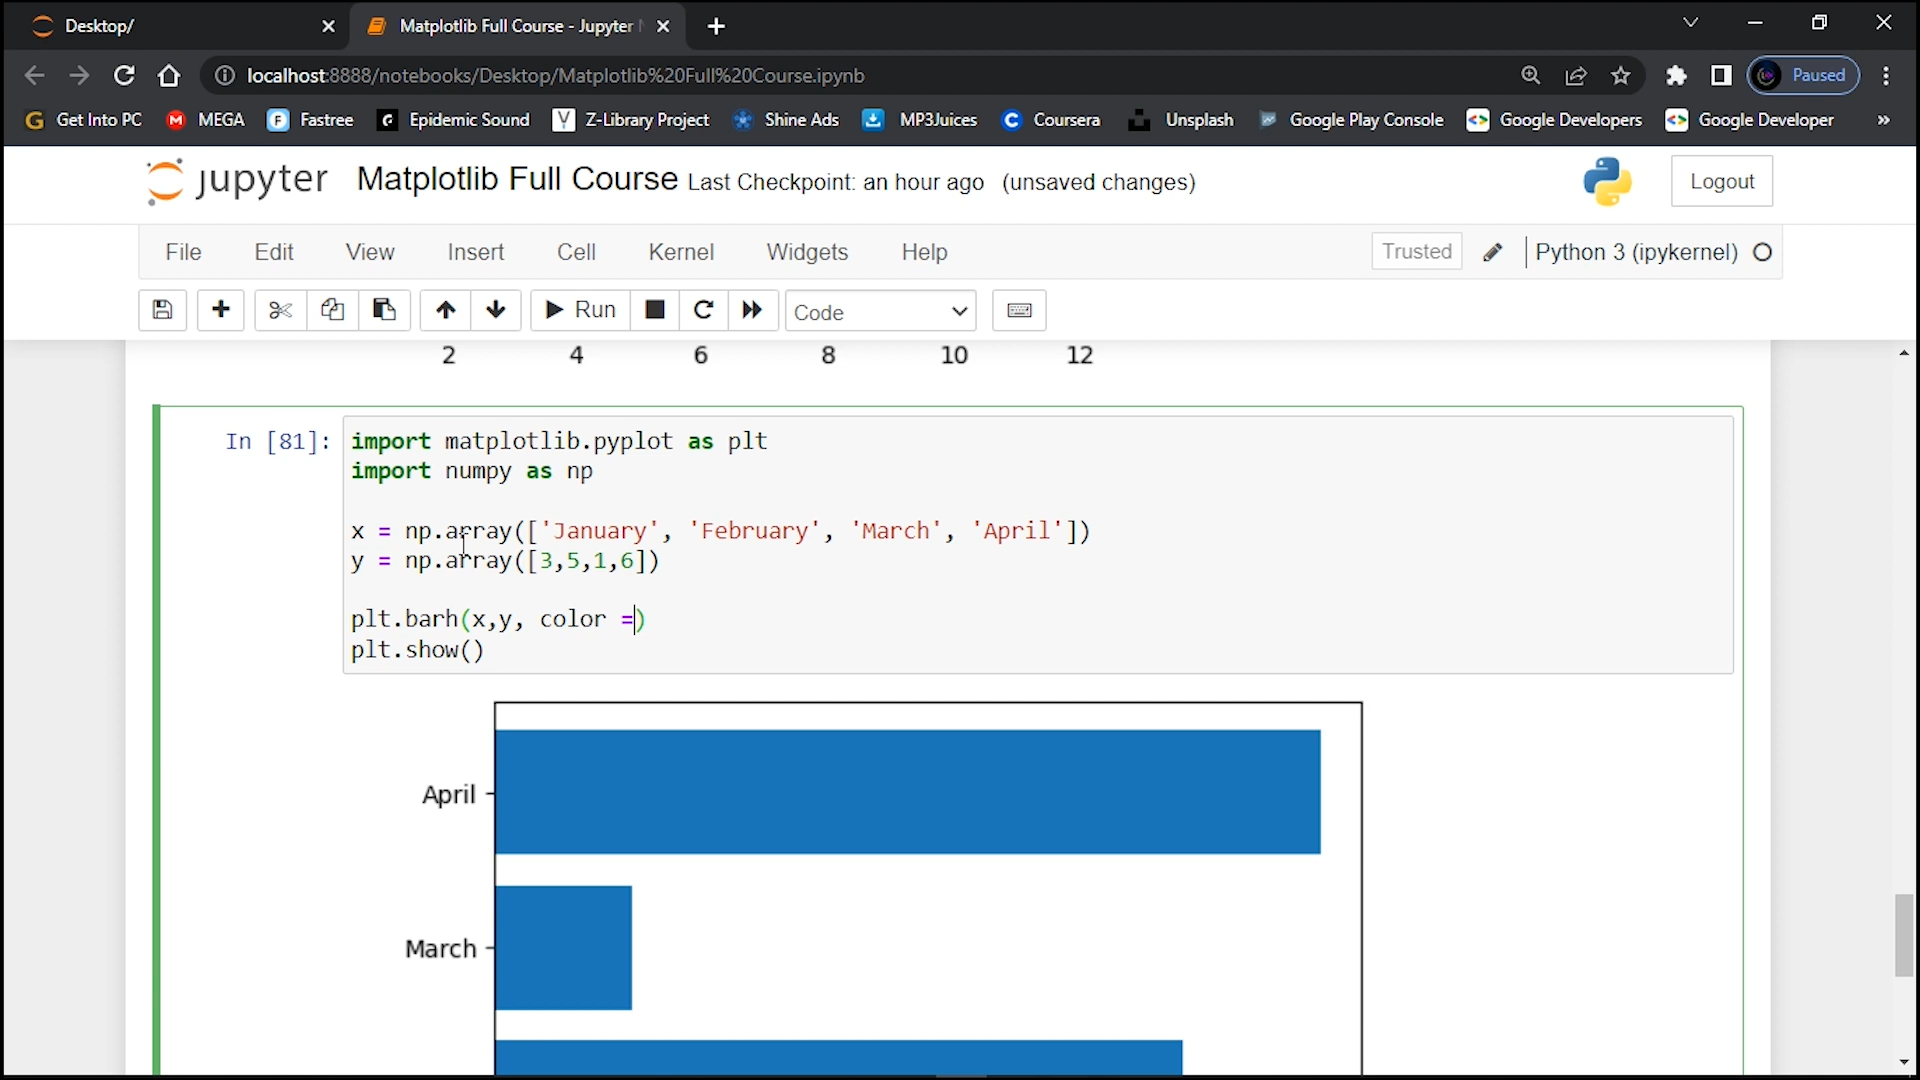 Desktop/
Matplotlib Full Course - Jupyter
localhost:8888/notebooks/Desktop/Matplotlib%20Full%20Course.ipynb
Paused
G Get Into PC M MEGA F Fastree Epidemic Sound Y Z-Library Project Shine Ads MP3Juices C Coursera Unsplash Google Play Console Google Developers Google Developer »
jupyter Matplotlib Full Course Last Checkpoint: an hour ago (unsaved changes) Logout
File Edit View Insert Cell Kernel Widgets Help Trusted Python 3 (ipykernel)
Run Code
2 4 6 8 10 12
In [81]: import matplotlib.pyplot as plt
import numpy as np
x = np.array(['January', 'February', 'March', 'April'])
y = np.array([3,5,1,6])
plt.barh(x,y, color =)
plt.show()
April
March